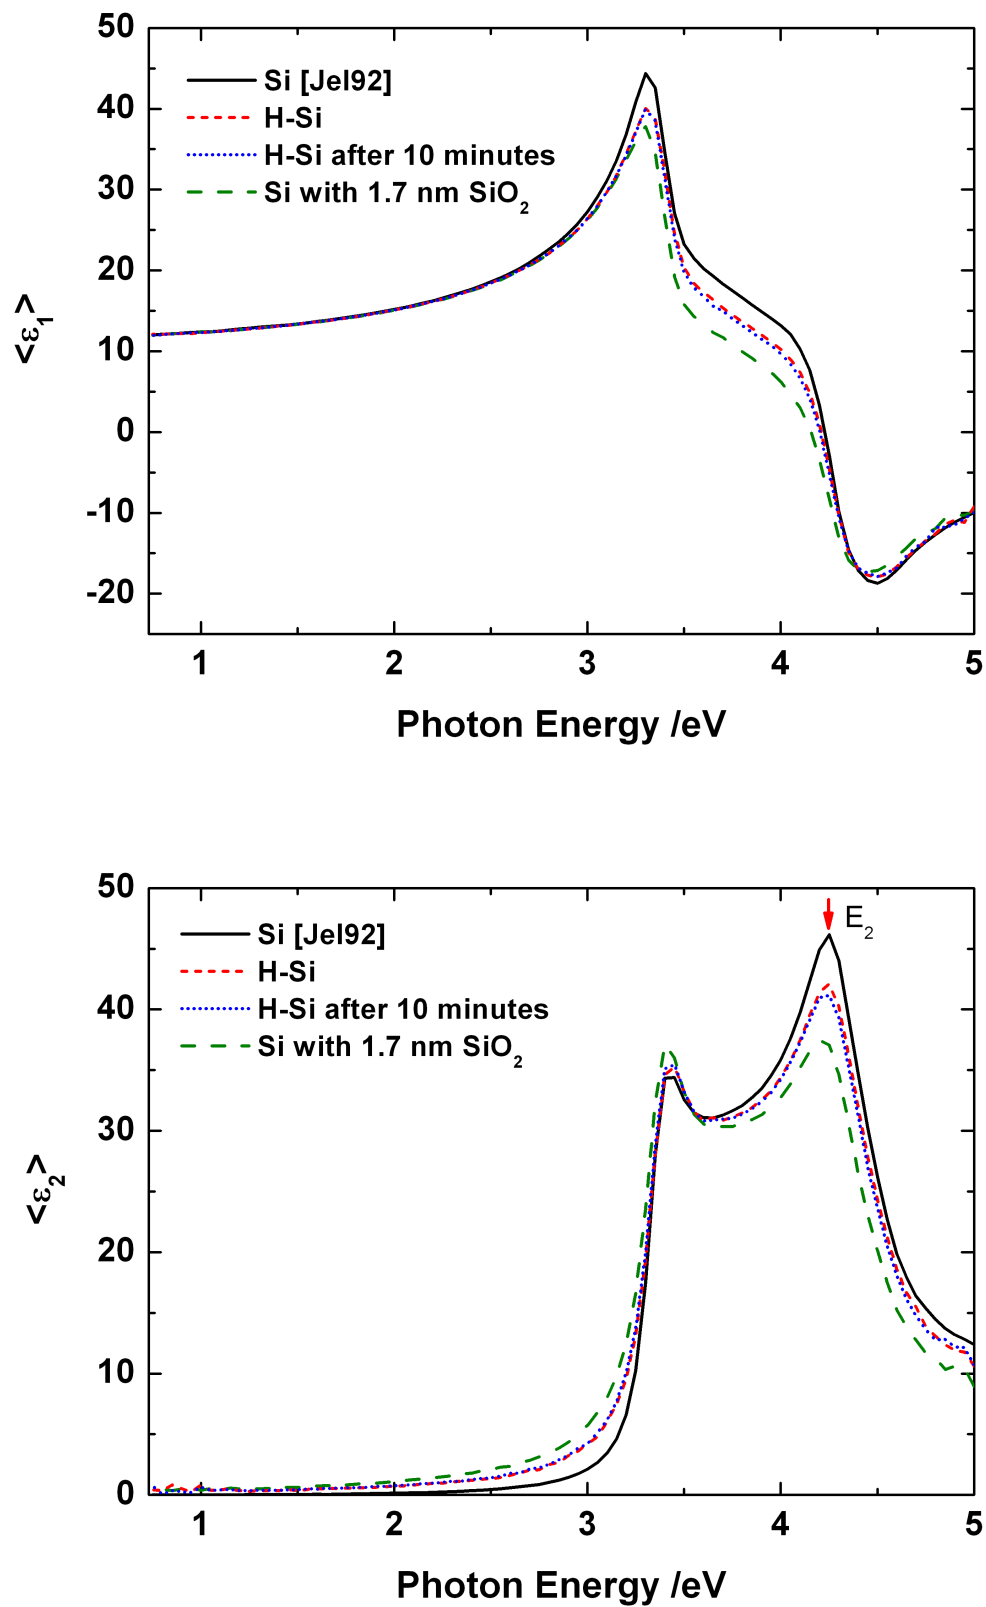 50
40
30
20
10
0
-10
-20
<ε1>
Si [Jel92]
H-Si
H-Si after 10 minutes
Si with 1.7 nm SiO2
1 2 3 4 5
Photon Energy /eV
50
40
30
20
10
0
<ε2>
Si [Jel92]
H-Si
H-Si after 10 minutes
Si with 1.7 nm SiO2
E2
1 2 3 4 5
Photon Energy /eV